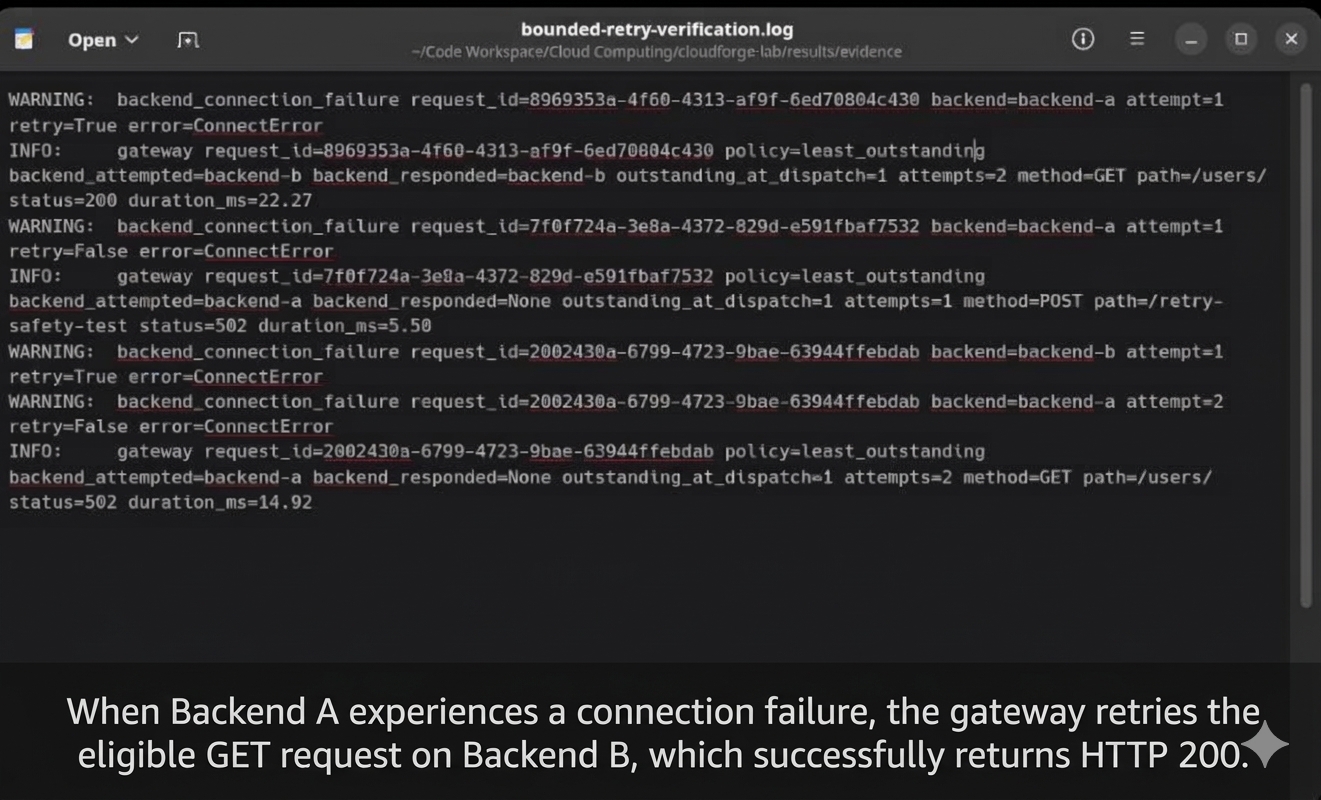 Open
bounded-retry-verification.log
~/Code Workspace/Cloud Computing/cloudforge-lab/results/evidence
WARNING:  backend_connection_failure request_id=8969353a-4f60-4313-af9f-6ed70804c430 backend=backend-a attempt=1
retry=True error=ConnectError
INFO:     gateway request_id=8969353a-4f60-4313-af9f-6ed70804c430 policy=least_outstanding
backend_attempted=backend-b backend_responded=backend-b outstanding_at_dispatch=1 attempts=2 method=GET path=/users/
status=200 duration_ms=22.27
WARNING:  backend_connection_failure request_id=7f0f724a-3e8a-4372-829d-e591fbaf7532 backend=backend-a attempt=1
retry=False error=ConnectError
INFO:     gateway request_id=7f0f724a-3e8a-4372-829d-e591fbaf7532 policy=least_outstanding
backend_attempted=backend-a backend_responded=None outstanding_at_dispatch=1 attempts=1 method=POST path=/retry-
safety-test status=502 duration_ms=5.50
WARNING:  backend_connection_failure request_id=2002430a-6799-4723-9bae-63944ffebdab backend=backend-b attempt=1
retry=True error=ConnectError
WARNING:  backend_connection_failure request_id=2002430a-6799-4723-9bae-63944ffebdab backend=backend-a attempt=2
retry=False error=ConnectError
INFO:     gateway request_id=2002430a-6799-4723-9bae-63944ffebdab policy=least_outstanding
backend_attempted=backend-a backend_responded=None outstanding_at_dispatch=1 attempts=2 method=GET path=/users/
status=502 duration_ms=14.92
When Backend A experiences a connection failure, the gateway retries the
eligible GET request on Backend B, which successfully returns HTTP 200.